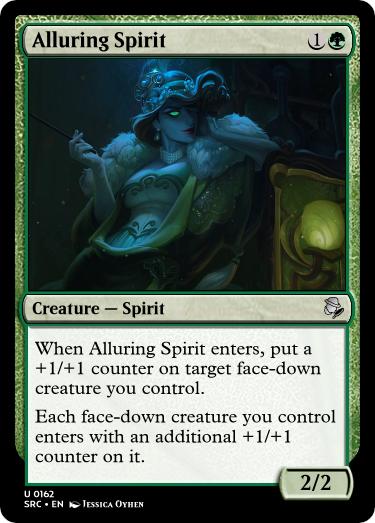 Alluring Spirit 1
Creature — Spirit
When Alluring Spirit enters, put a
+1/+1 counter on target face-down
creature you control.
Each face-down creature you control
enters with an additional +1/+1
counter on it.
2/2
U 0162
SRC • EN Jessica Oyhen